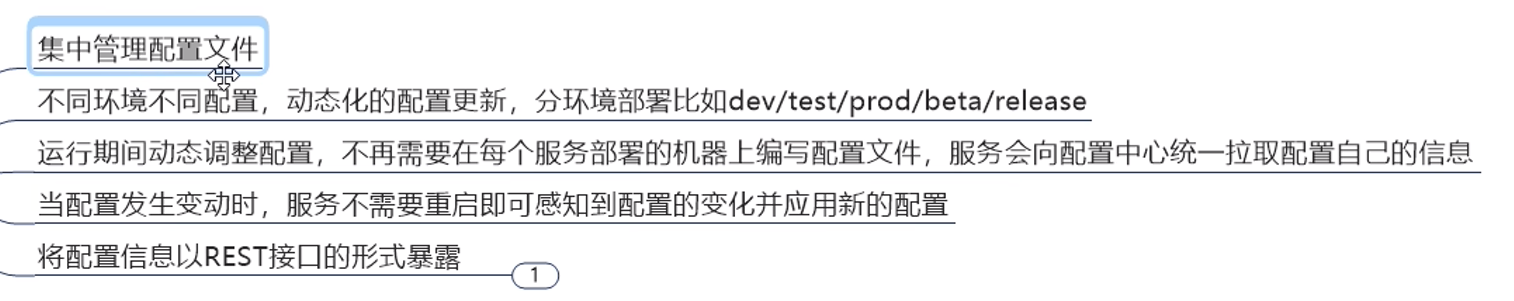 集中管理配置文件
不同环境不同配置，动态化的配置更新，分环境部署比如dev/test/prod/beta/release
运行期间动态调整配置，不再需要在每个服务部署的机器上编写配置文件，服务会向配置中心统一拉取配置自己的信息
当配置发生变动时，服务不需要重启即可感知到配置的变化并应用新的配置
将配置信息以REST接口的形式暴露
1